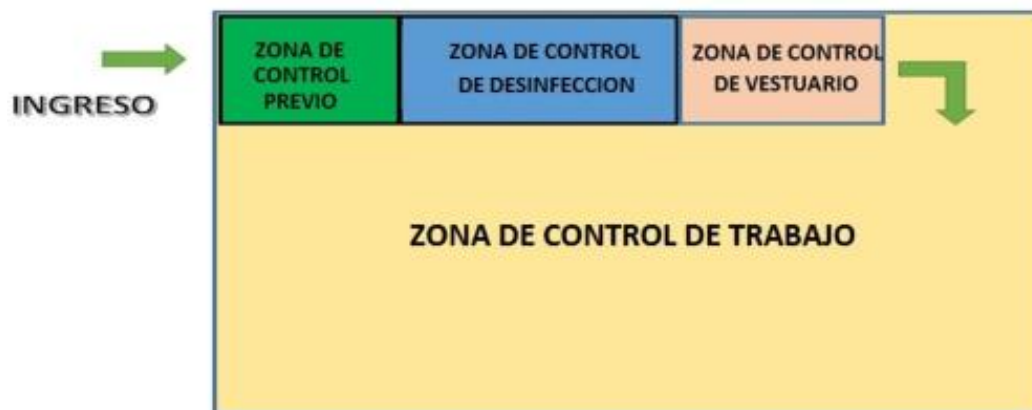 INGRESO
ZONA DE
CONTROL
PREVIO
ZONA DE CONTROL
DE DESINFECCION
ZONA DE CONTROL
DE VESTUARIO
ZONA DE CONTROL DE TRABAJO